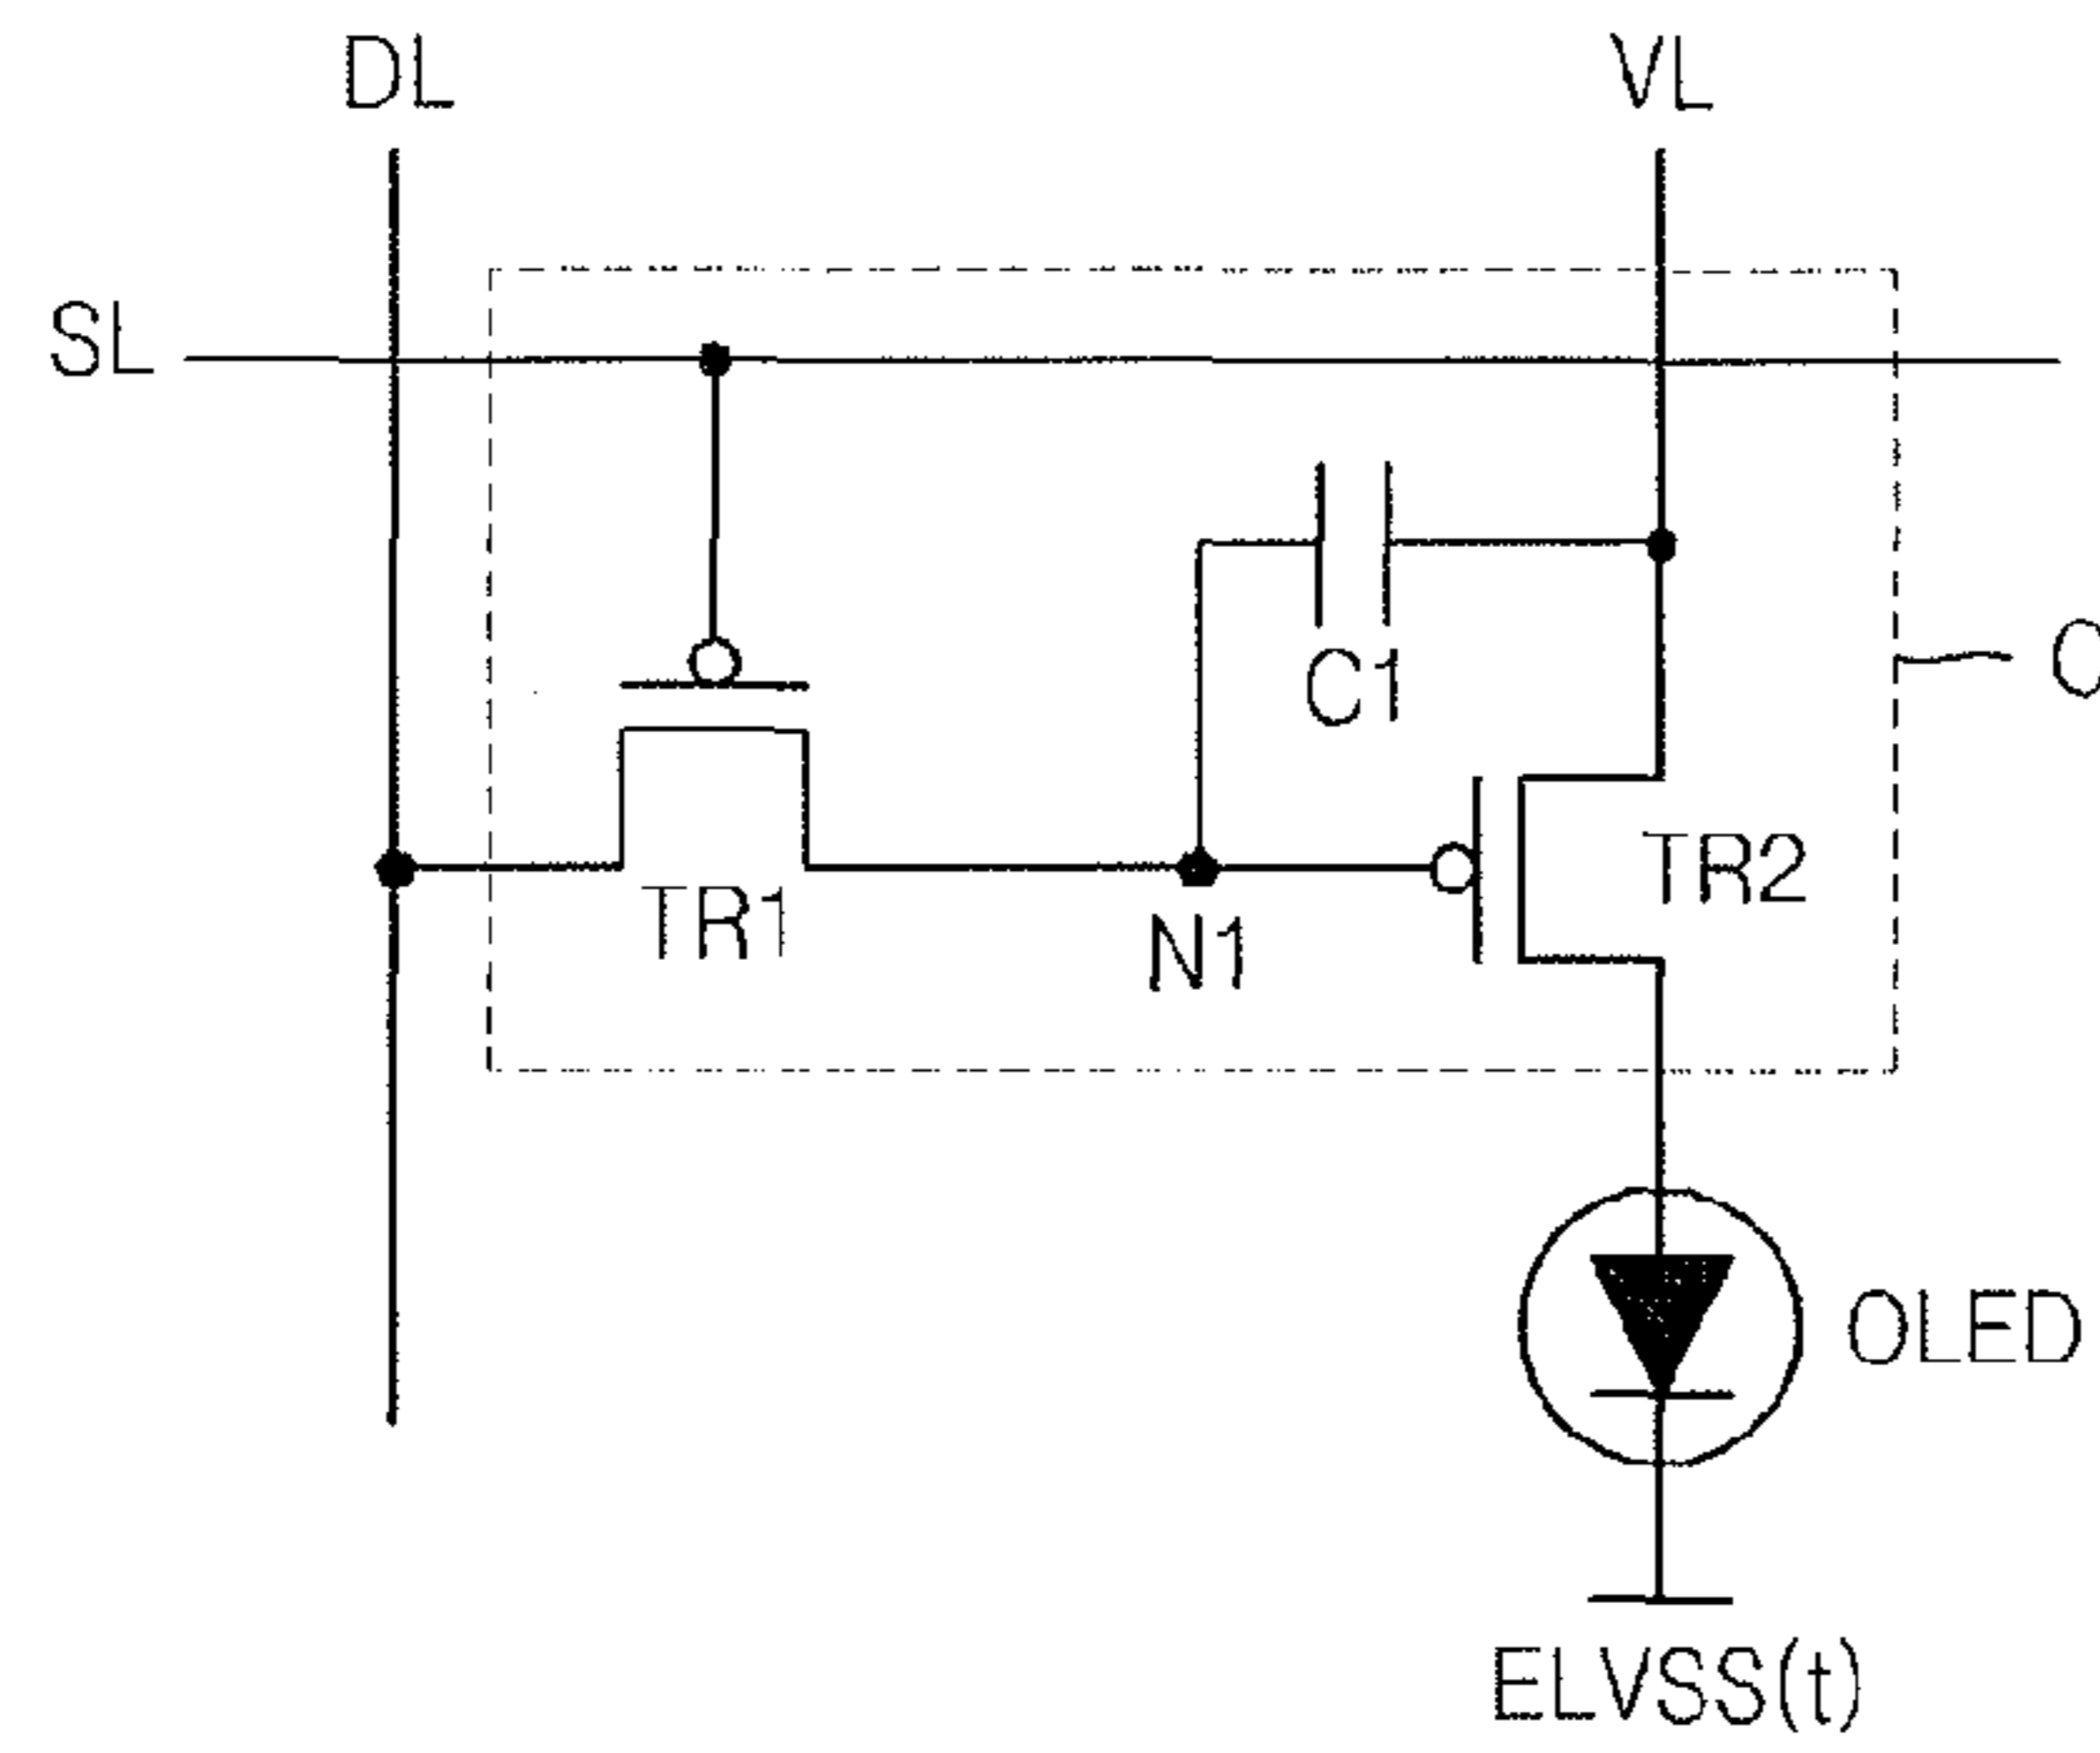 DL
VL
SL
C1
TR2
TR1
N1
OLED
ELVSS(t)